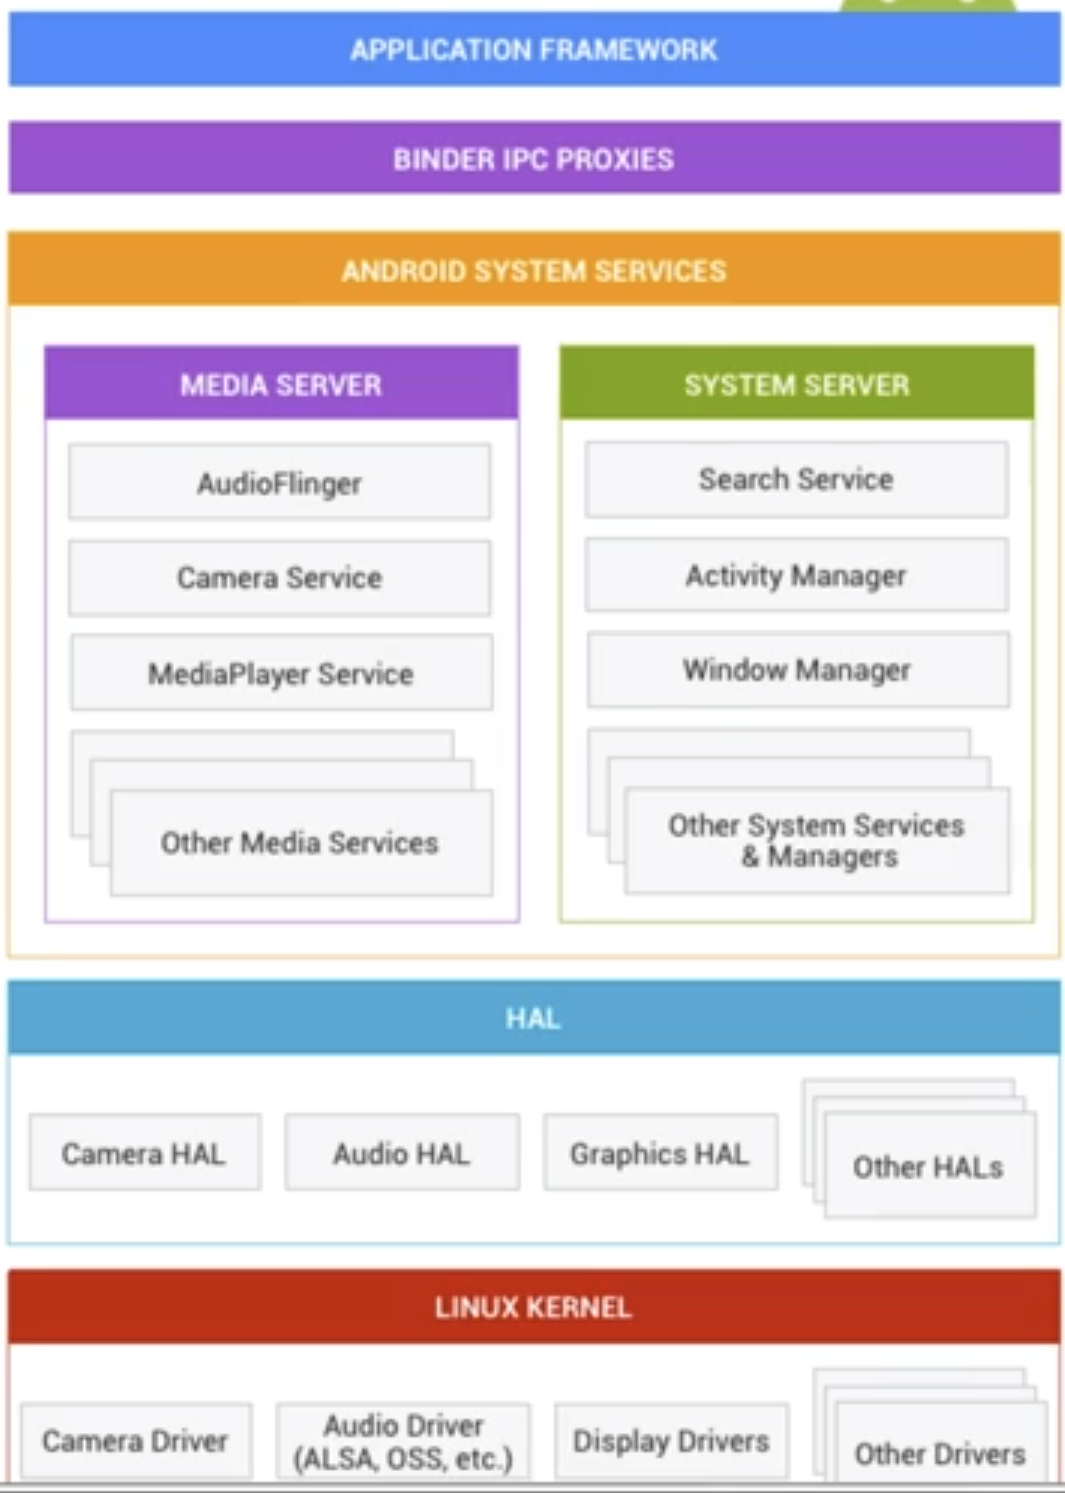 APPLICATION FRAMEWORK
BINDER IPC PROXIES
ANDROID SYSTEM SERVICES
MEDIA SERVER
AudioFlinger
Camera Service
MediaPlayer Service
Other Media Services
SYSTEM SERVER
Search Service
Activity Manager
Window Manager
Other System Services
& Managers
HAL
Camera HAL
Audio HAL
Graphics HAL
Other HALs
LINUX KERNEL
Camera Driver
Audio Driver
(ALSA, OSS, etc.)
Display Drivers
Other Drivers